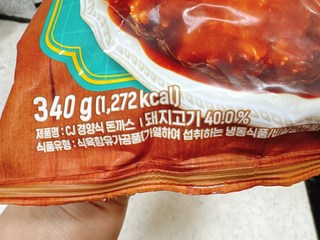 340 g(1,272 kcal)
제품명 : CJ 경양식 돈까스 | 돼지고기 40.0%
식품유형 : 식육함유가공품(가열하여 섭취하는 냉동식품)